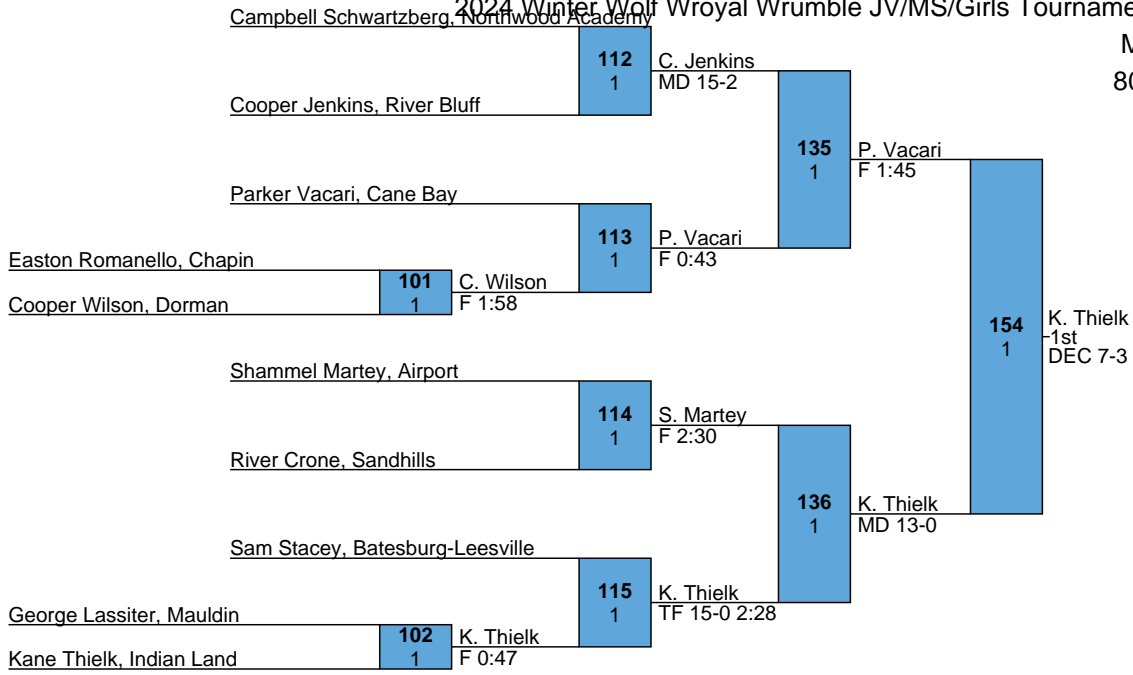 2024 Winter Wolf Wroyal Wrumble JV/MS/Girls Tourname
M
80
Campbell Schwartzberg, Northwood Academy
112
1
C. Jenkins
MD 15-2
Cooper Jenkins, River Bluff
135
1
P. Vacari
F 1:45
Parker Vacari, Cane Bay
113
1
P. Vacari
F 0:43
Easton Romanello, Chapin
101
1
C. Wilson
F 1:58
Cooper Wilson, Dorman
154
1
K. Thielk
1st
DEC 7-3
Shammel Martey, Airport
114
1
S. Martey
F 2:30
River Crone, Sandhills
136
1
K. Thielk
MD 13-0
Sam Stacey, Batesburg-Leesville
115
1
K. Thielk
TF 15-0 2:28
George Lassiter, Mauldin
102
1
K. Thielk
F 0:47
Kane Thielk, Indian Land